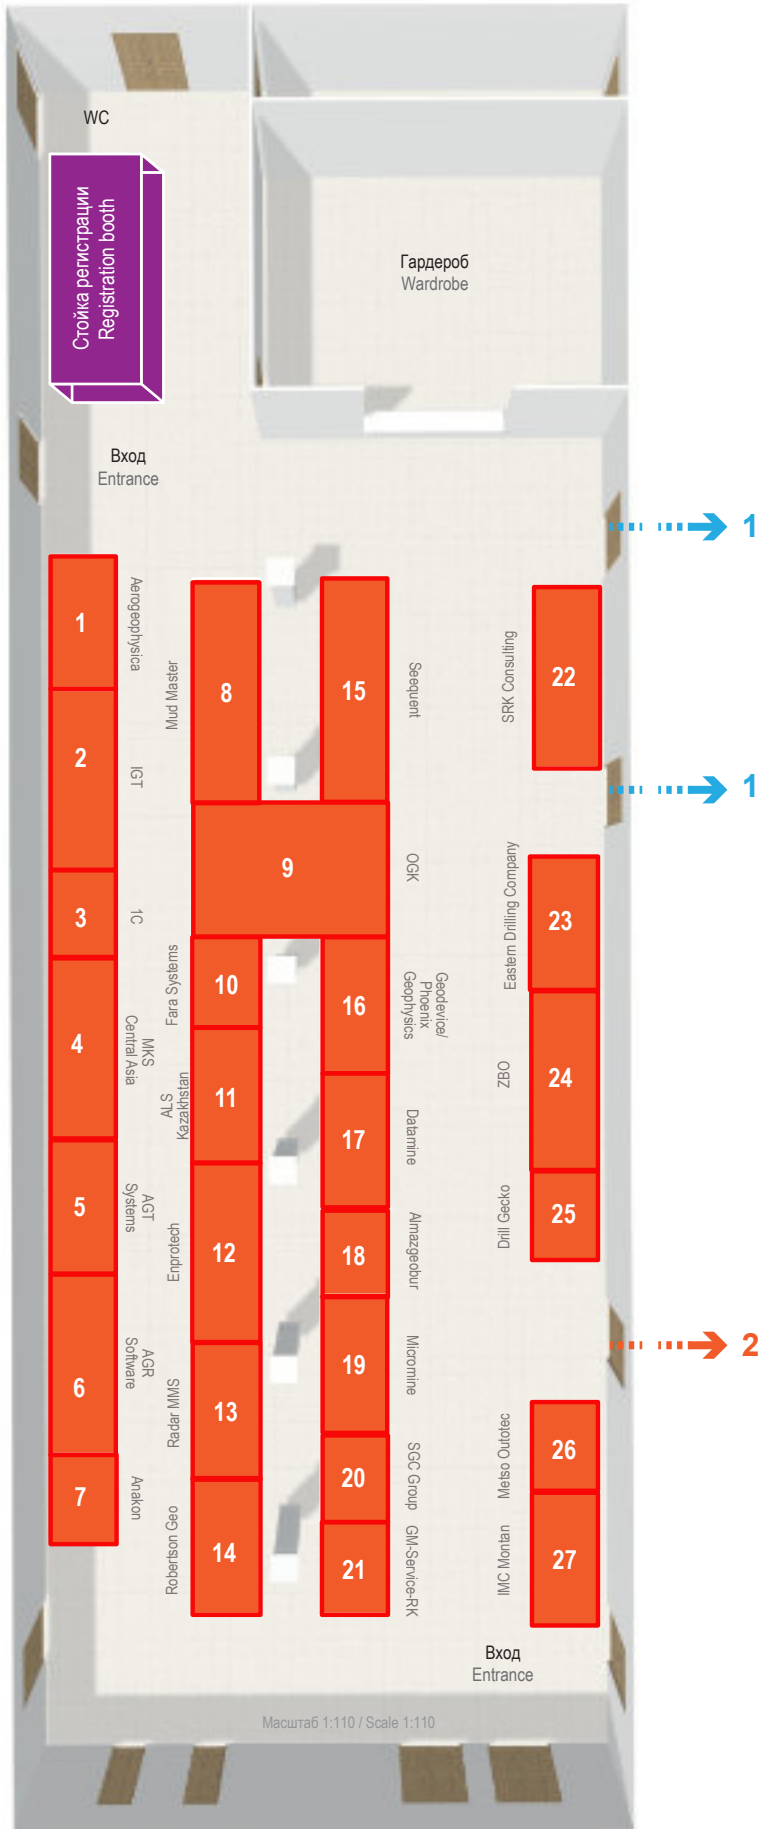 WC
Стойка регистрации
Registration booth
Гардероб
Wardrobe
Вход
Entrance
1
1
2
1
Aerogeophysica
2
IGT
3
1C
4
MKS
Central Asia
5
AGT
Systems
6
AGR
Software
7
Anakon
8
Mud Master
9
OGK
10
Fara Systems
11
ALS
Kazakhstan
12
Enprotech
13
Radar MMS
14
Robertson Geo
15
Seequent
16
Geodevice/
Phoenix
Geophysics
17
Datamine
18
Almazgeobur
19
Micromine
20
SGC Group
21
GM-Service-RK
22
SRK Consulting
23
Eastern Drilling Company
24
ZBO
25
Drill Gecko
26
Metso Outotec
27
IMC Montan
Вход
Entrance
Масштаб 1:110 / Scale 1:110